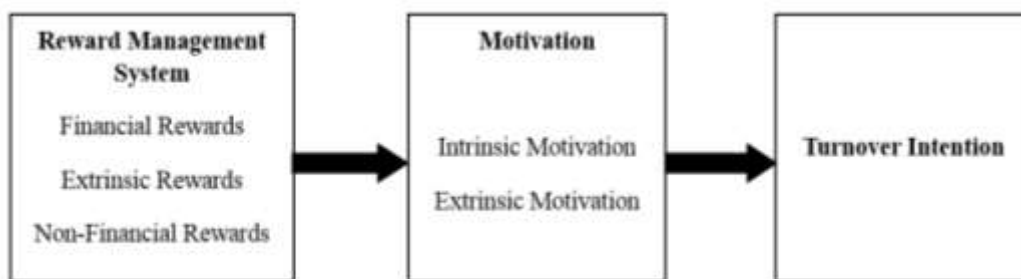 Reward Management
System
Financial Rewards
Extrinsic Rewards
Non-Financial Rewards
Motivation
Intrinsic Motivation
Extrinsic Motivation
Turnover Intention